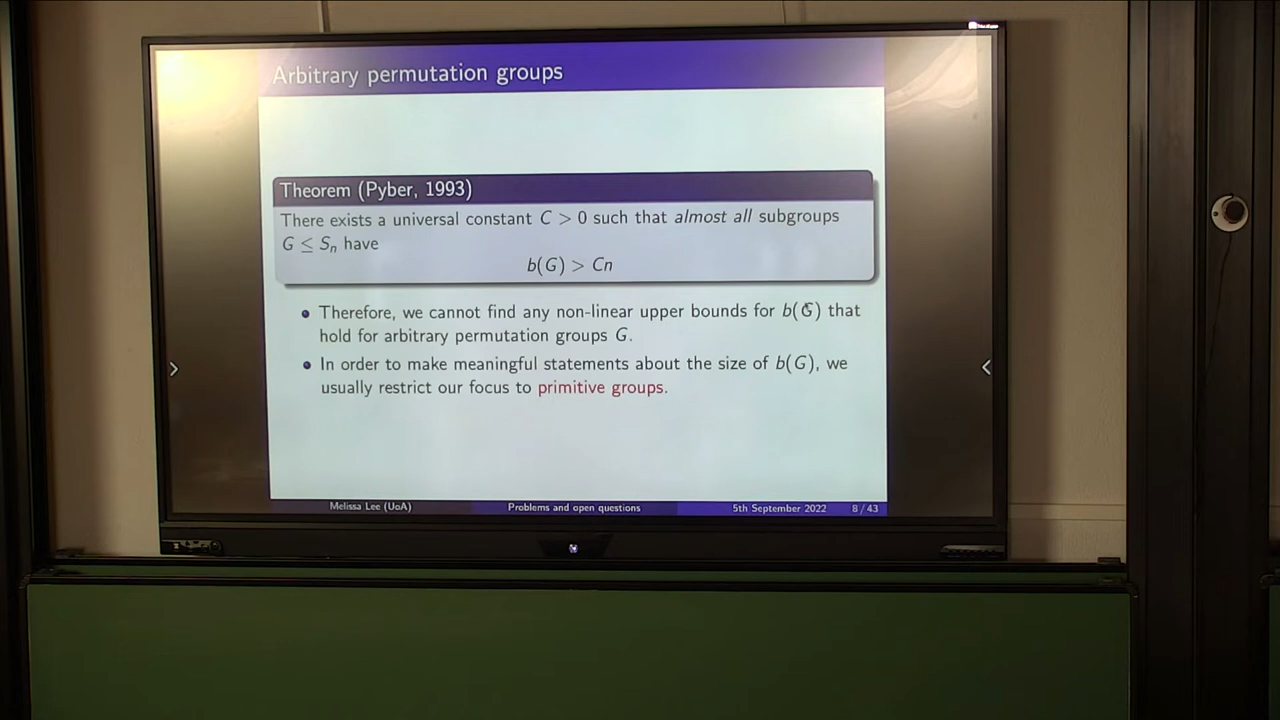 Arbitrary permutation groups
Theorem (Pyber, 1993)
There exists a universal constant C > 0 such that almost all subgroups
G ≤ Sₙ have
b(G) > Cn
• Therefore, we cannot find any non-linear upper bounds for b(G) that
hold for arbitrary permutation groups G.
• In order to make meaningful statements about the size of b(G), we
usually restrict our focus to primitive groups.
Melissa Lee (UoA) Problems and open questions 5th September 2022 8 / 43